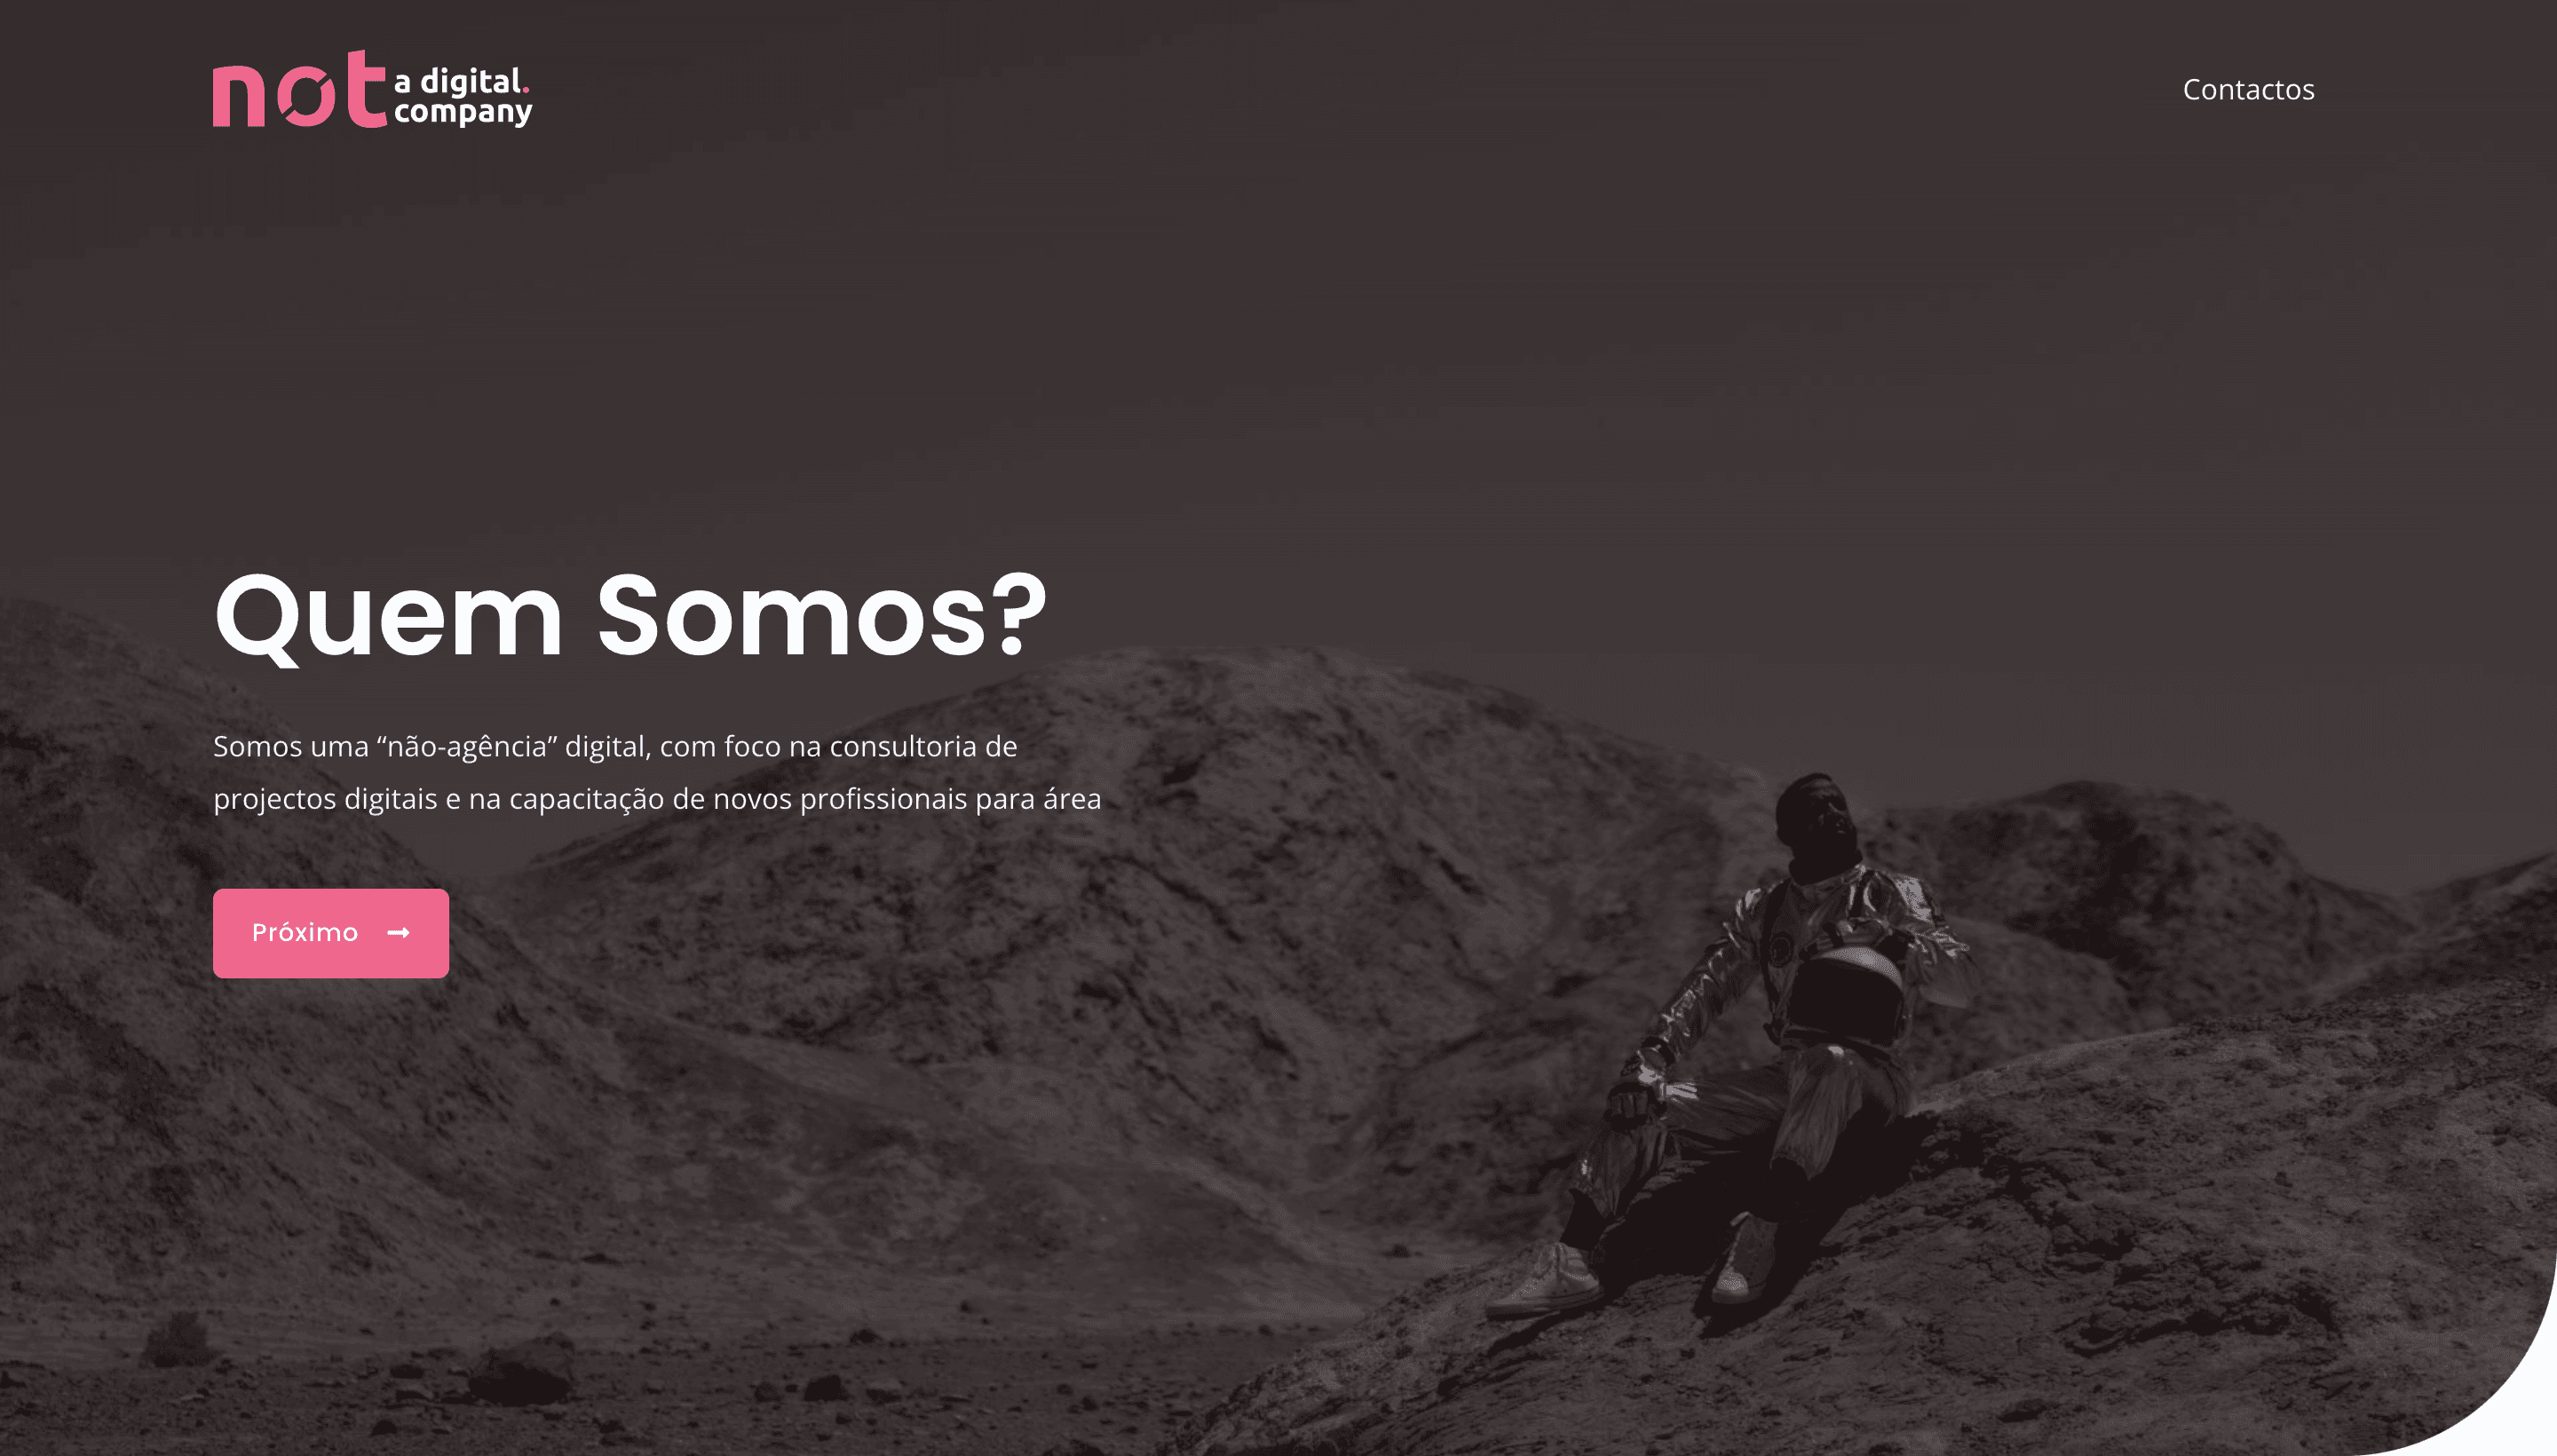 not a digital.
company
Contactos
Quem Somos?
Somos uma “não-agência” digital, com foco na consultoria de
projectos digitais e na capacitação de novos profissionais para área
Próximo